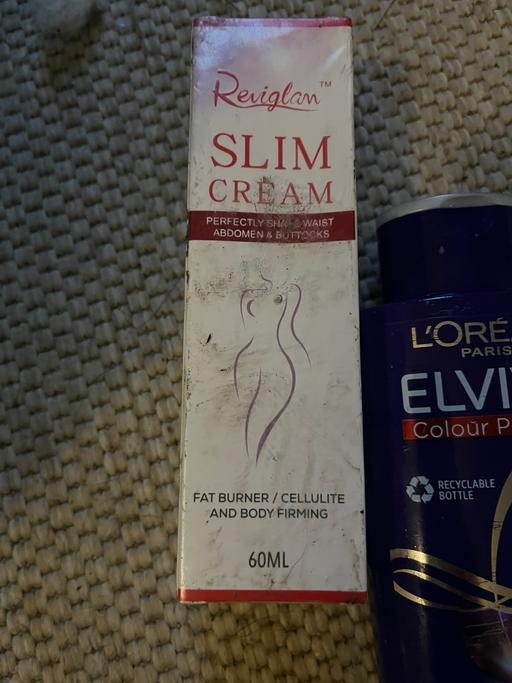 Reviglan™
SLIM
CREAM
PERFECTLY SHAPE WAIST
ABDOMEN & BUTTOCKS
FAT BURNER / CELLULITE
AND BODY FIRMING
60ML
L'ORÉ
PARIS
ELVI
Colour P
RECYCLABLE
BOTTLE